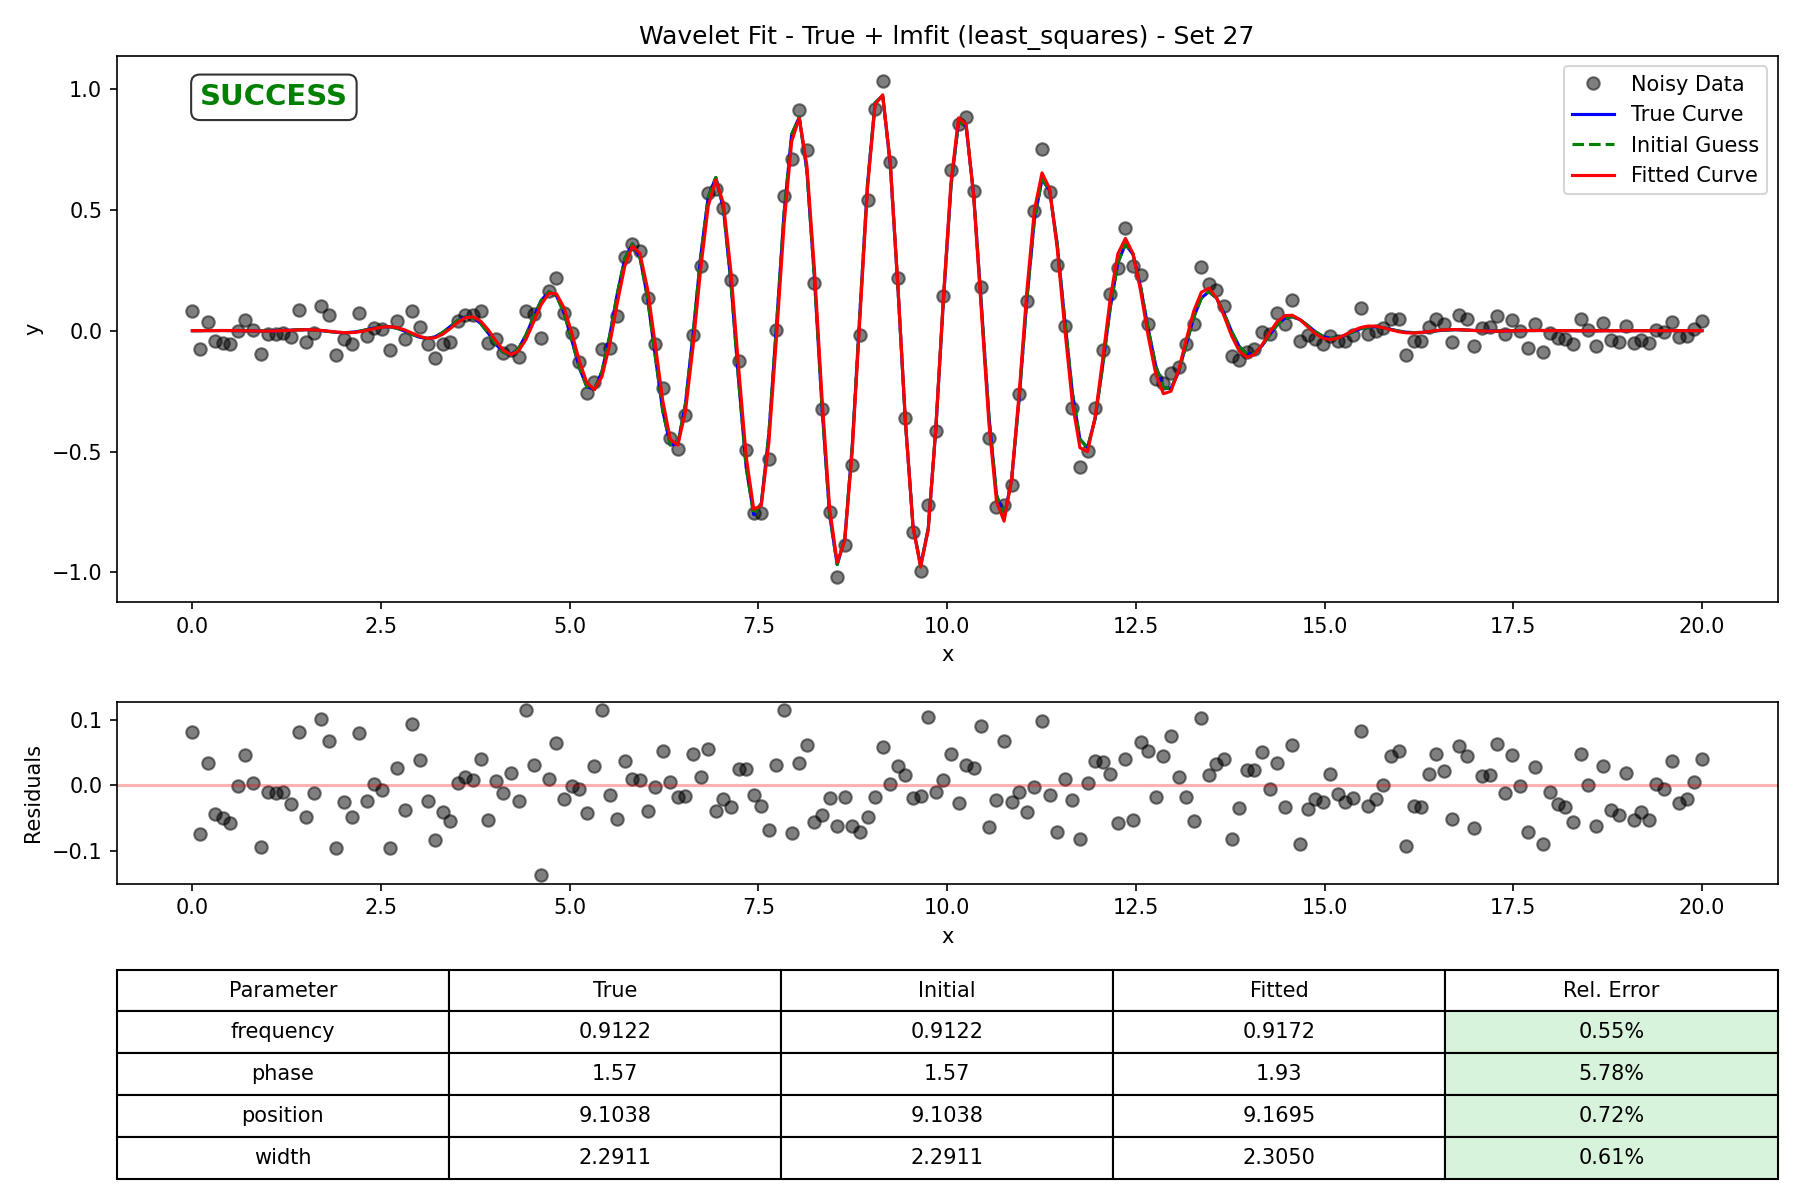 Wavelet Fit - True + lmfit (least_squares) - Set 27
SUCCESS
Noisy Data
True Curve
Initial Guess
Fitted Curve
y
1.0
0.5
0.0
−0.5
−1.0
0.0 2.5 5.0 7.5 10.0 12.5 15.0 17.5 20.0
x
Residuals
0.1
0.0
−0.1
0.0 2.5 5.0 7.5 10.0 12.5 15.0 17.5 20.0
x
Parameter True Initial Fitted Rel. Error
frequency 0.9122 0.9122 0.9172 0.55%
phase 1.57 1.57 1.93 5.78%
position 9.1038 9.1038 9.1695 0.72%
width 2.2911 2.2911 2.3050 0.61%